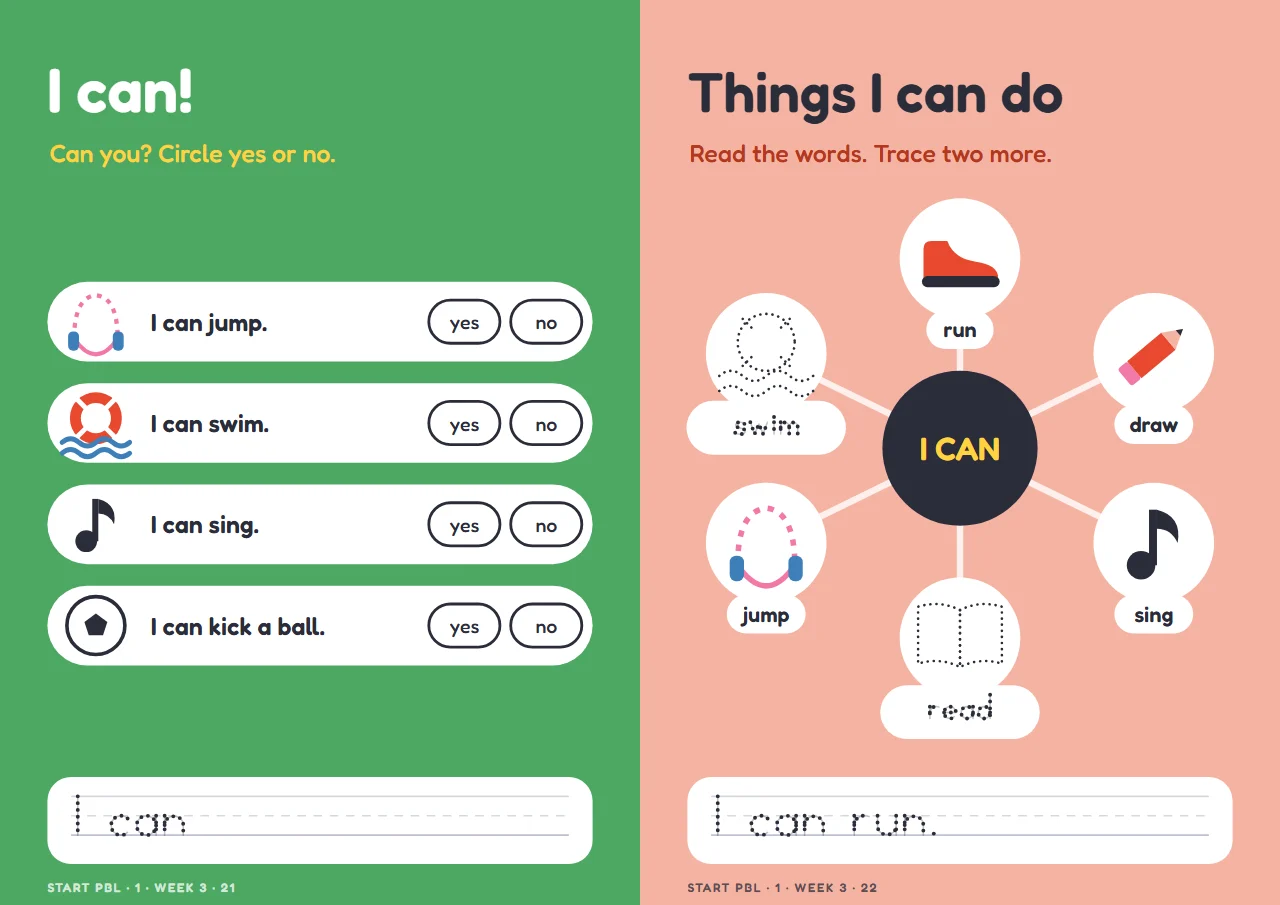 I can!
Can you? Circle yes or no.
I can jump. yes no
I can swim. yes no
I can sing. yes no
I can kick a ball. yes no
I can
START PBL · 1 · WEEK 3 · 21
Things I can do
Read the words. Trace two more.
run
swim
draw
I CAN
jump
sing
read
I can run.
START PBL · 1 · WEEK 3 · 22